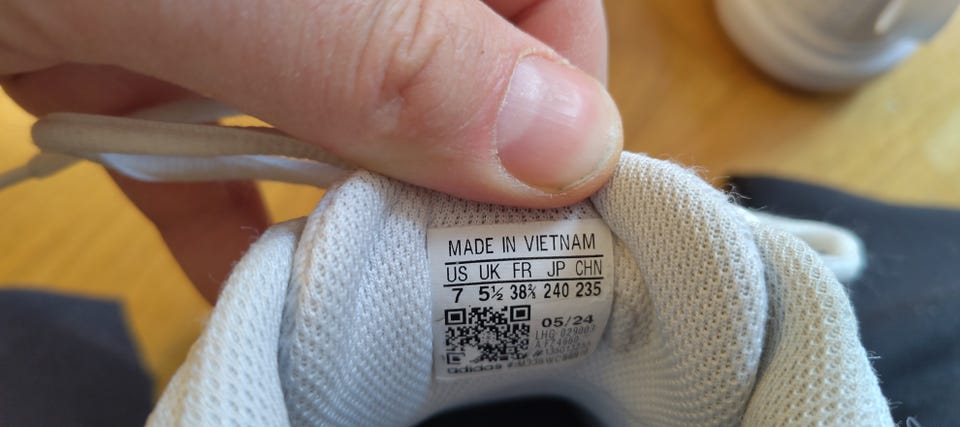 MADE IN VIETNAM
US UK FR JP CHN
7 5½ 38⅔ 240 235
05/24
adidas